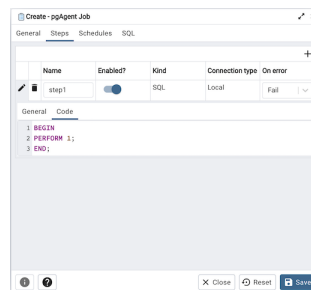 Create - pgAgent Job
General Steps Schedules SQL
Name Enabled? Kind Connection type On error
step1 SQL Local Fail
General Code
1 BEGIN
2 PERFORM 1;
3 END;
Close Reset Save